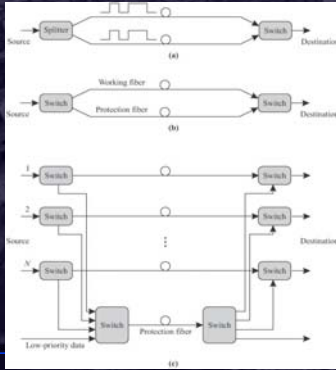 Source
Splitter
Switch
Destination
(a)
Working fiber
Source
Switch
Protection fiber
Switch
Destination
(b)
1
Switch
Switch
2
Switch
Switch
Source
Destination
N
Switch
Switch
Switch
Protection fiber
Switch
Low-priority data
(c)